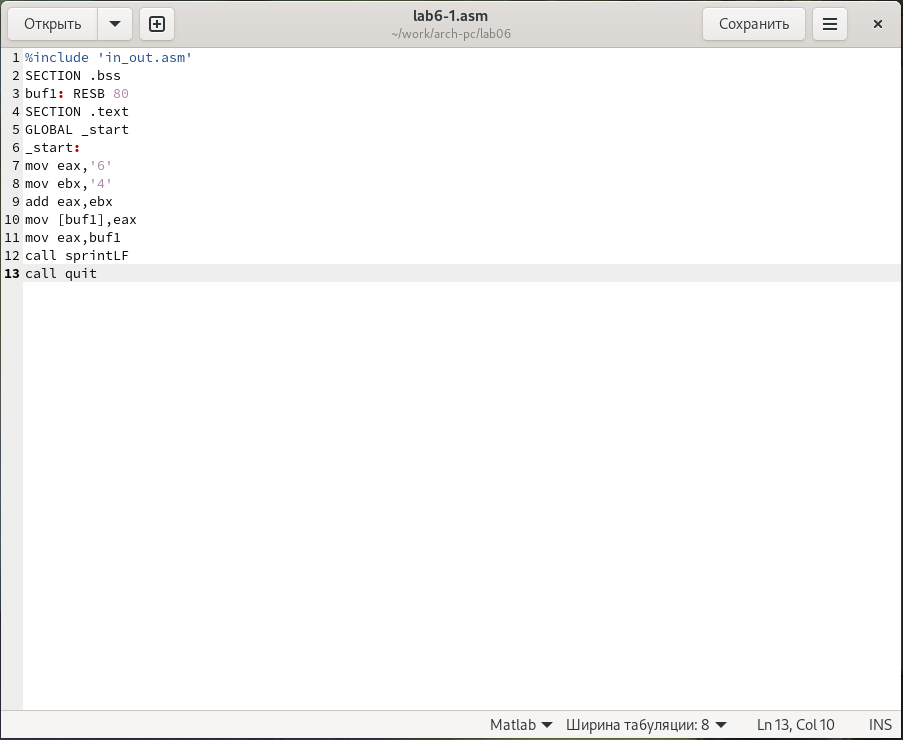 Открыть
lab6-1.asm
~/work/arch-pc/lab06
Сохранить
1 %include 'in_out.asm'
2 SECTION .bss
3 buf1: RESB 80
4 SECTION .text
5 GLOBAL _start
6 _start:
7 mov eax,'6'
8 mov ebx,'4'
9 add eax,ebx
10 mov [buf1],eax
11 mov eax,buf1
12 call sprintLF
13 call quit
Matlab Ширина табуляции: 8 Ln 13, Col 10 INS